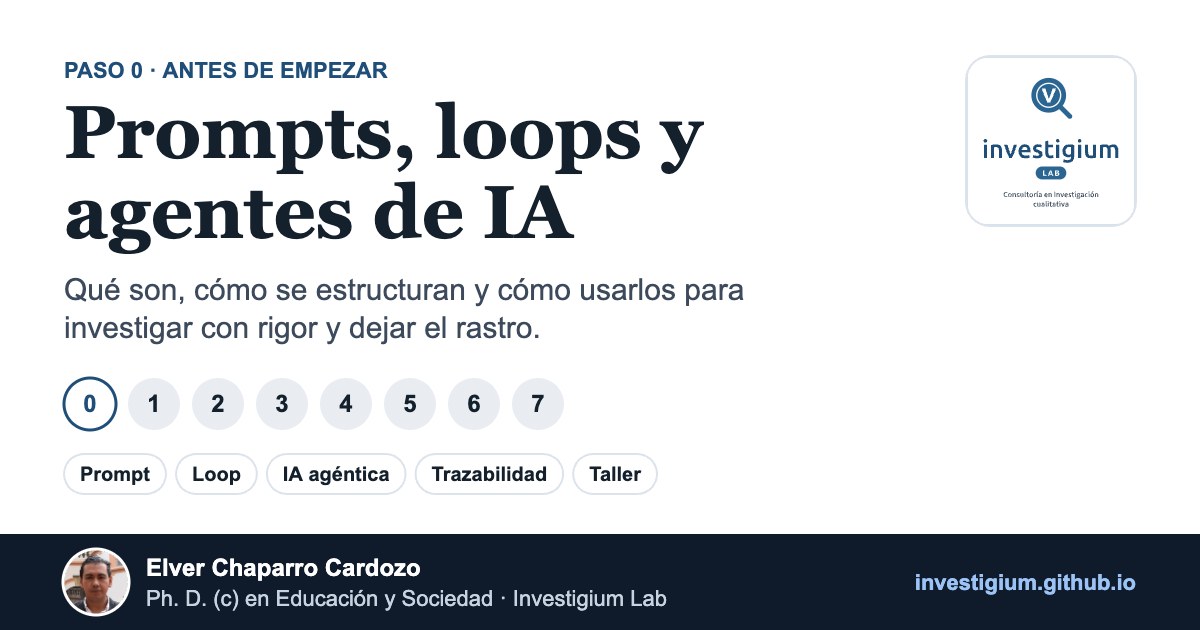 PASO 0 · ANTES DE EMPEZAR
Prompts, loops y
agentes de IA
Qué son, cómo se estructuran y cómo usarlos para
investigar con rigor y dejar el rastro.
0 1 2 3 4 5 6 7
Prompt Loop IA agéntica Trazabilidad Taller
V
investigium
LAB
Consultoría en Investigación
cualitativa
Elver Chaparro Cardozo
Ph. D. (c) en Educación y Sociedad · Investigium Lab
investigium.github.io